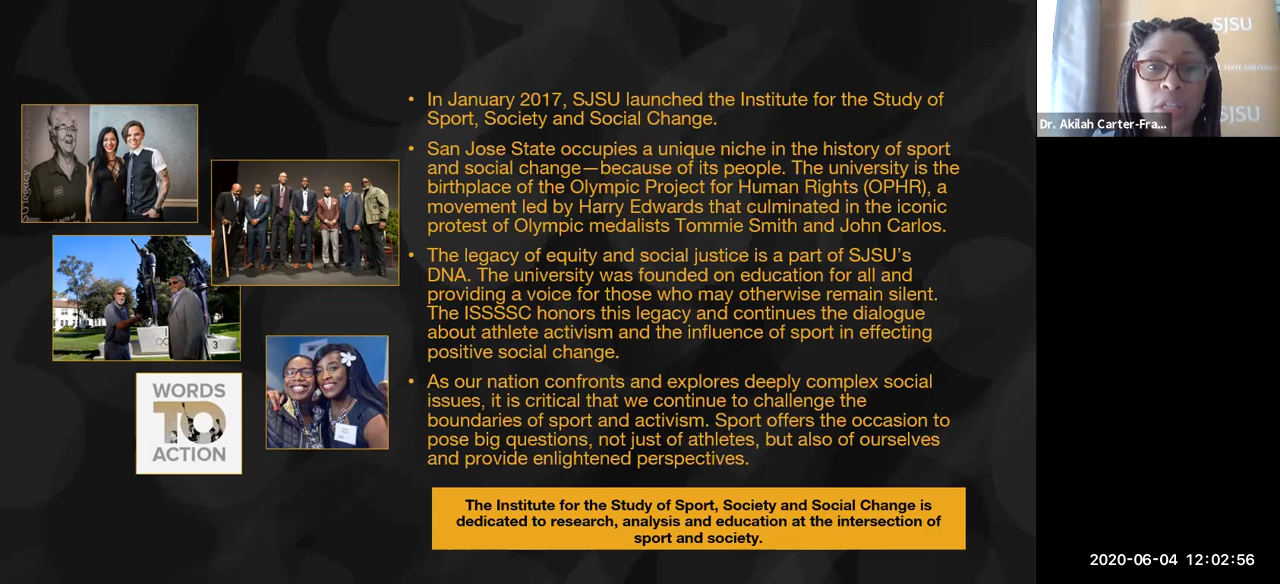 • In January 2017, SJSU launched the Institute for the Study of
Sport, Society and Social Change.
• San Jose State occupies a unique niche in the history of sport
and social change—because of its people. The university is the
birthplace of the Olympic Project for Human Rights (OPHR), a
movement led by Harry Edwards that culminated in the iconic
protest of Olympic medalists Tommie Smith and John Carlos.
• The legacy of equity and social justice is a part of SJSU’s
DNA. The university was founded on education for all and
providing a voice for those who may otherwise remain silent.
The ISSSSC honors this legacy and continues the dialogue
about athlete activism and the influence of sport in effecting
positive social change.
• As our nation confronts and explores deeply complex social
issues, it is critical that we continue to challenge the
boundaries of sport and activism. Sport offers the occasion to
pose big questions, not just of athletes, but also of ourselves
and provide enlightened perspectives.
The Institute for the Study of Sport, Society and Social Change is
dedicated to research, analysis and education at the intersection of
sport and society.
WORDS
TO
ACTION
3
SJSU
SJSU
Dr. Akilah Carter-Fra...
2020-06-04 12:02:56